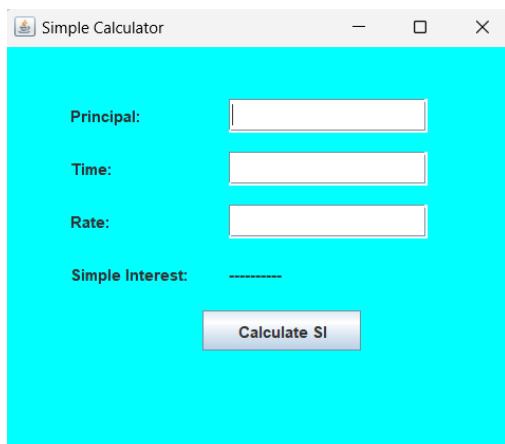 Simple Calculator
Principal:
Time:
Rate:
Simple Interest: ----------
Calculate SI